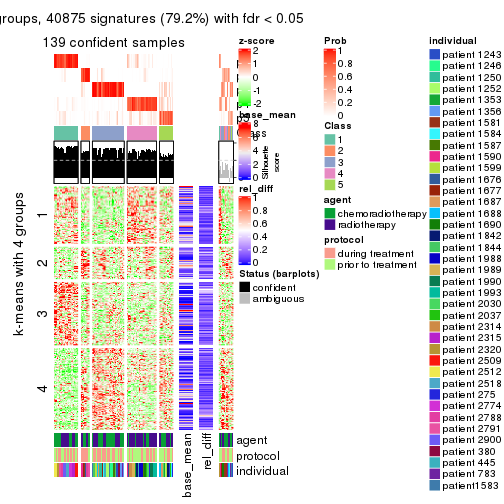 groups, 40875 signatures (79.2%) with fdr < 0.05
139 confident samples
k-means with 4 groups
1
2
3
4
Silhouette score
base_mean
rel_diff
agent
protocol
individual
z-score
2
1
0
-1
-2
base_mean
8
6
4
2
0
rel_diff
1
0.8
0.6
0.4
0.2
0
Status (barplots)
confident
ambiguous
Prob
1
0.8
0.6
0.4
0.2
0
Class
1
2
3
4
5
agent
chemoradiotherapy
radiotherapy
protocol
during treatment
prior to treatment
individual
patient 1243
patient 1246
patient 1250
patient 1252
patient 1353
patient 1356
patient 1581
patient 1584
patient 1587
patient 1590
patient 1599
patient 1676
patient 1677
patient 1687
patient 1688
patient 1690
patient 1842
patient 1844
patient 1988
patient 1989
patient 1990
patient 1993
patient 2030
patient 2037
patient 2314
patient 2315
patient 2320
patient 2509
patient 2512
patient 2518
patient 275
patient 2774
patient 2788
patient 2791
patient 2900
patient 380
patient 445
patient 783
patient1583